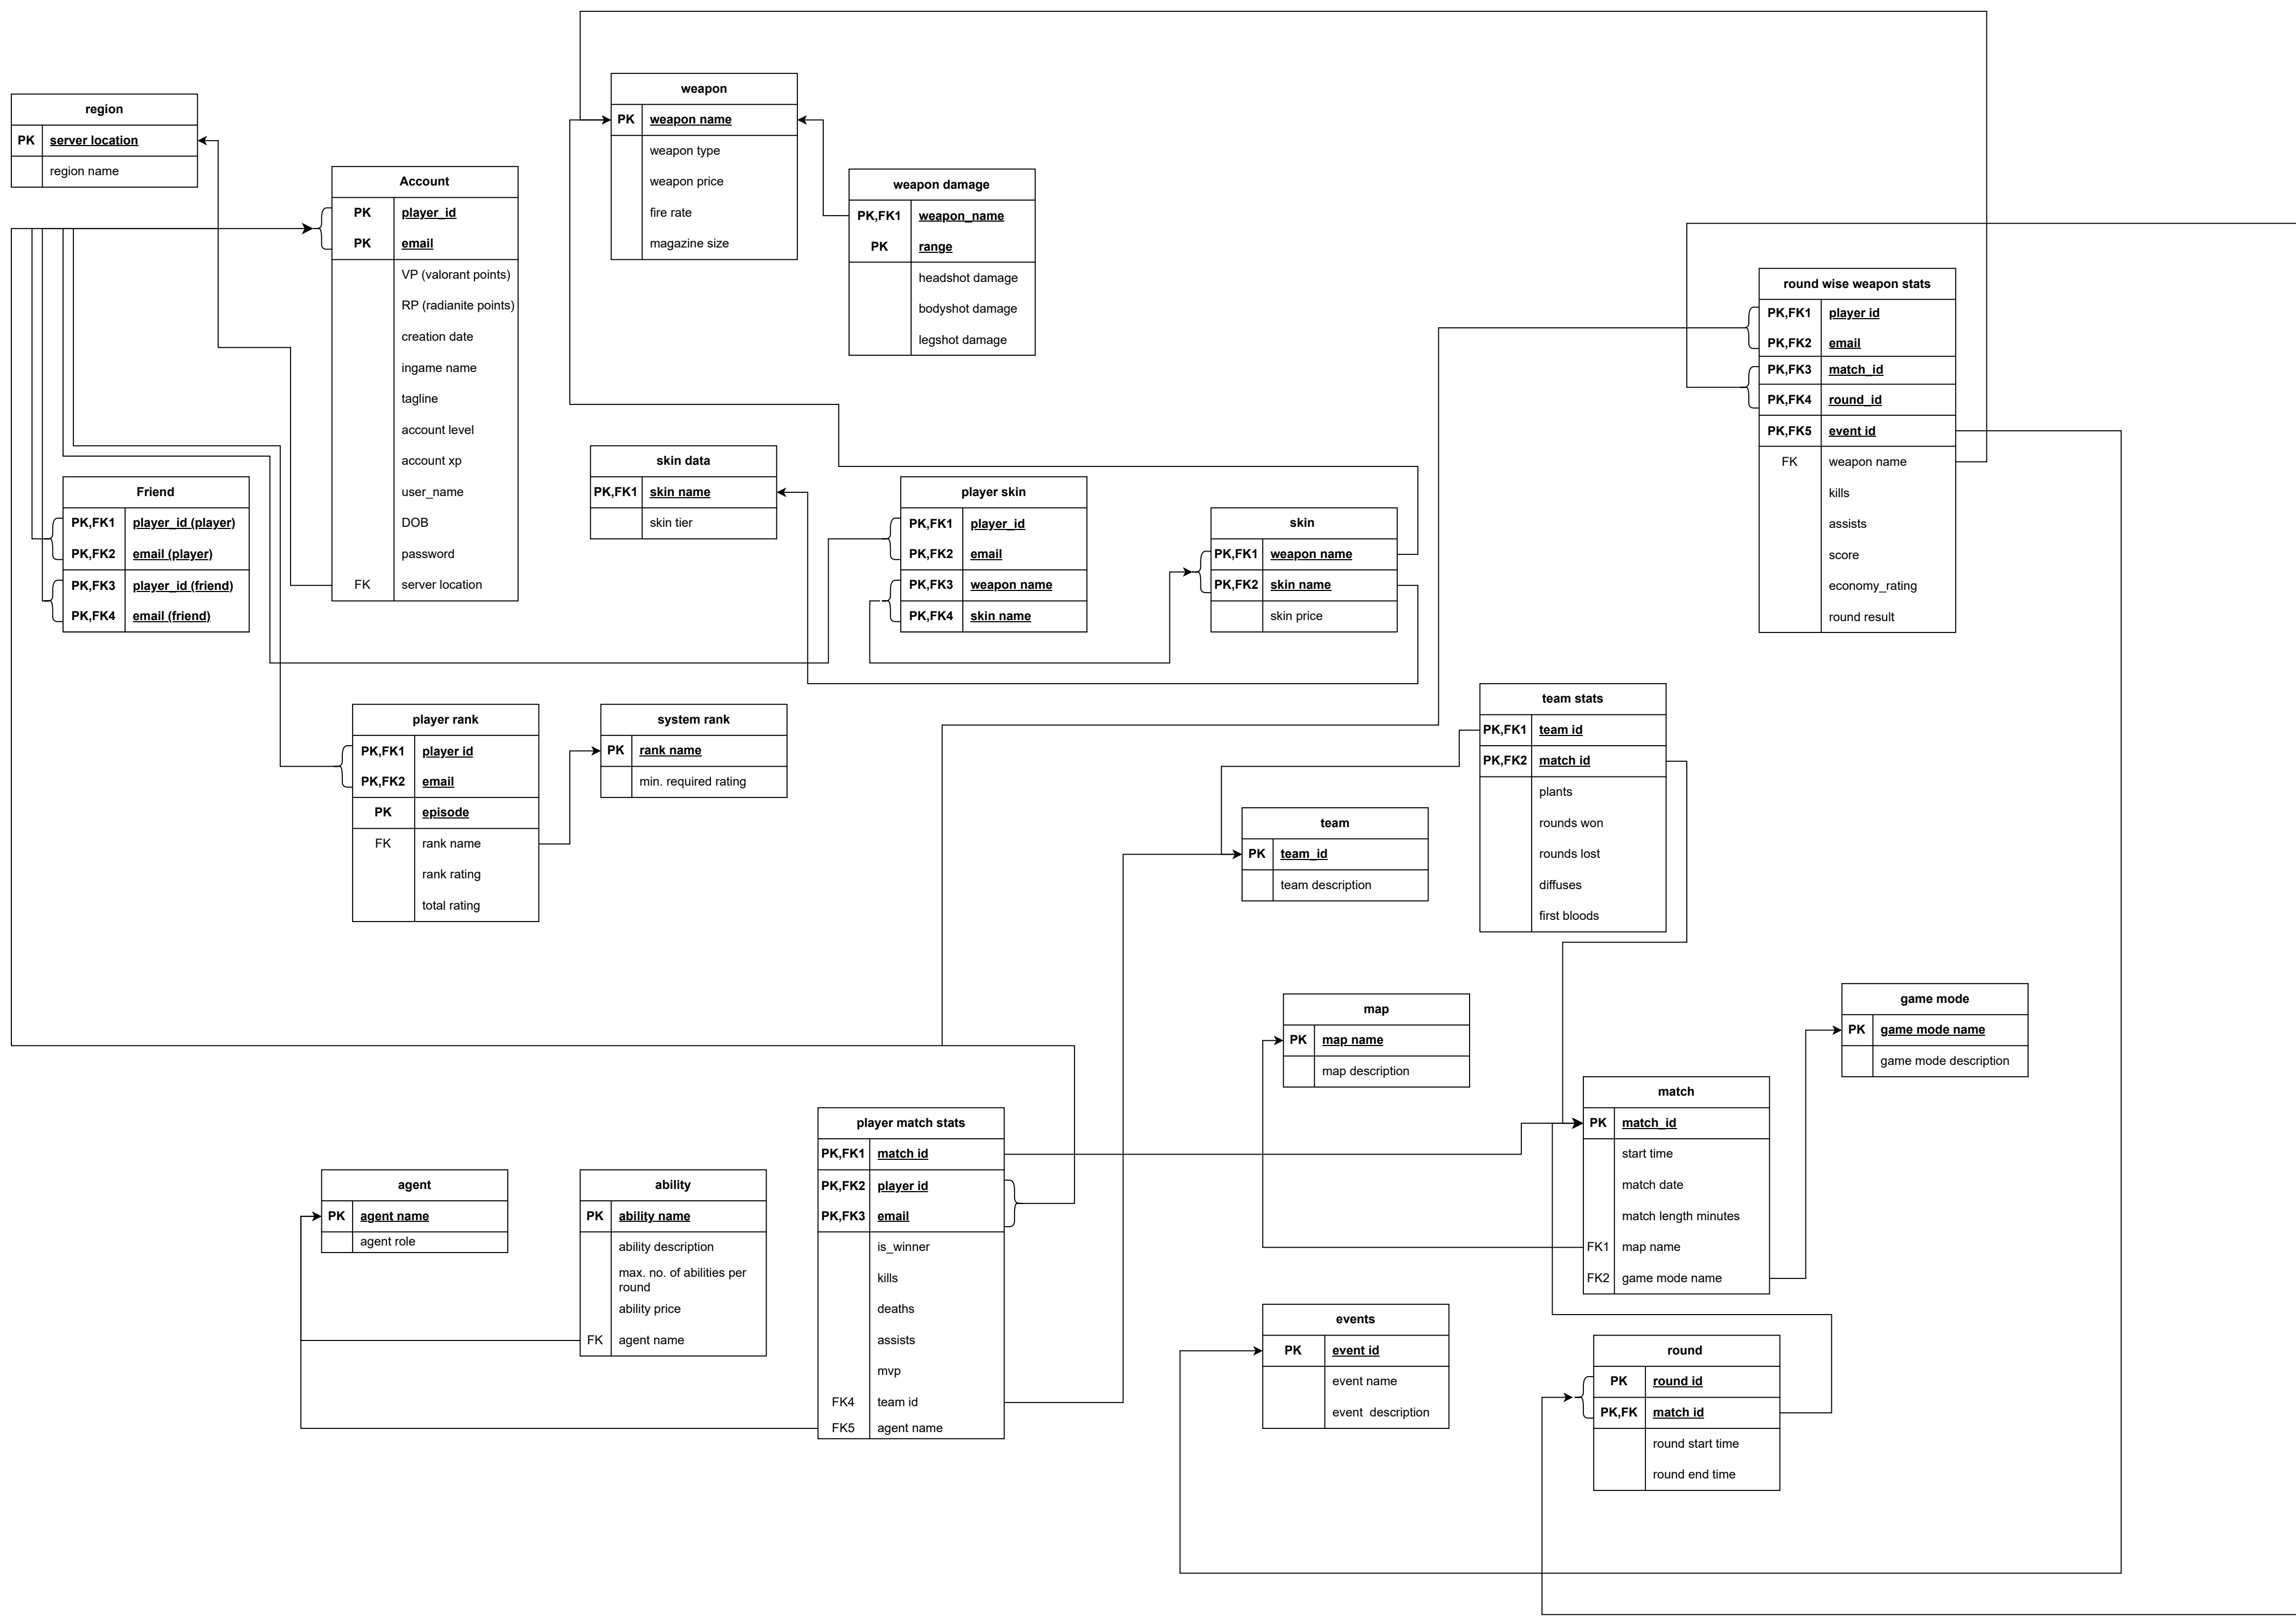 region
PK server location
region name
Account
PK player_id
PK email
VP (valorant points)
RP (radianite points)
creation date
ingame name
tagline
account level
account xp
user_name
DOB
password
FK server location
weapon
PK weapon name
weapon type
weapon price
fire rate
magazine size
weapon damage
PK,FK1 weapon_name
PK range
headshot damage
bodyshot damage
legshot damage
round wise weapon stats
PK,FK1 player id
PK,FK2 email
PK,FK3 match_id
PK,FK4 round_id
PK,FK5 event id
FK weapon name
kills
assists
score
economy_rating
round result
Friend
PK,FK1 player_id (player)
PK,FK2 email (player)
PK,FK3 player_id (friend)
PK,FK4 email (friend)
skin data
PK,FK1 skin name
skin tier
player skin
PK,FK1 player_id
PK,FK2 email
PK,FK3 weapon name
PK,FK4 skin name
skin
PK,FK1 weapon name
PK,FK2 skin name
skin price
player rank
PK,FK1 player id
PK,FK2 email
PK episode
FK rank name
rank rating
total rating
system rank
PK rank name
min. required rating
team stats
PK,FK1 team id
PK,FK2 match id
plants
rounds won
rounds lost
diffuses
first bloods
team
PK team_id
team description
map
PK map name
map description
game mode
PK game mode name
game mode description
match
PK match_id
start time
match date
match length minutes
FK1 map name
FK2 game mode name
player match stats
PK,FK1 match id
PK,FK2 player id
PK,FK3 email
is_winner
kills
deaths
assists
mvp
FK4 team id
FK5 agent name
agent
PK agent name
agent role
ability
PK ability name
ability description
max. no. of abilities per
round
ability price
FK agent name
events
PK event id
event name
event description
round
PK round id
PK,FK match id
round start time
round end time